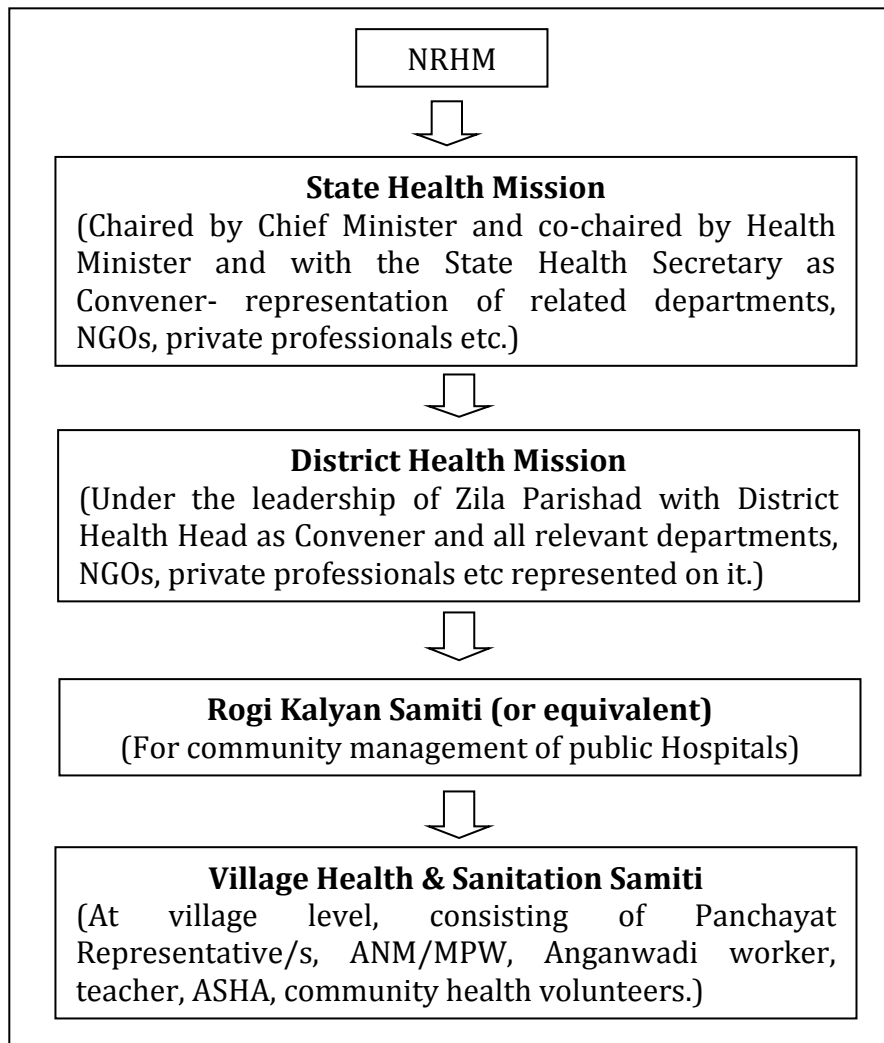 NRHM
State Health Mission
(Chaired by Chief Minister and co-chaired by Health
Minister and with the State Health Secretary as
Convener- representation of related departments,
NGOs, private professionals etc.)
District Health Mission
(Under the leadership of Zila Parishad with District
Health Head as Convener and all relevant departments,
NGOs, private professionals etc represented on it.)
Rogi Kalyan Samiti (or equivalent)
(For community management of public Hospitals)
Village Health & Sanitation Samiti
(At village level, consisting of Panchayat
Representative/s, ANM/MPW, Anganwadi worker,
teacher, ASHA, community health volunteers.)